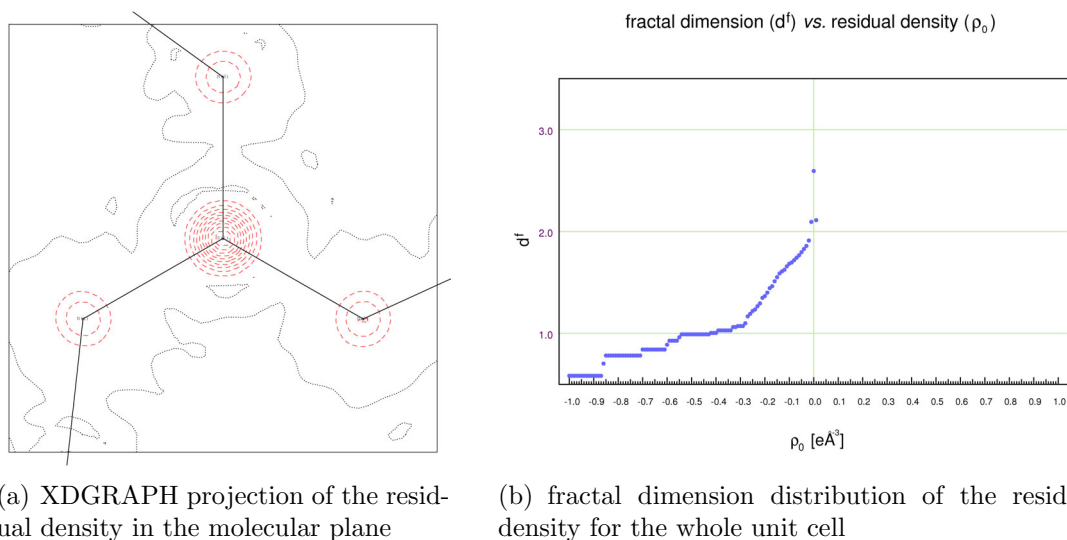 fractal dimension (dᶠ) vs. residual density (ρ₀)
3.0
2.0
1.0
dᶠ
-1.0 -0.9 -0.8 -0.7 -0.6 -0.5 -0.4 -0.3 -0.2 -0.1 -0.0 0.1 0.2 0.3 0.4 0.5 0.6 0.7 0.8 0.9 1.0
ρ₀ [eÅ⁻³]
(a) XDGRAPH projection of the resid-
ual density in the molecular plane
(b) fractal dimension distribution of the resid
density for the whole unit cell